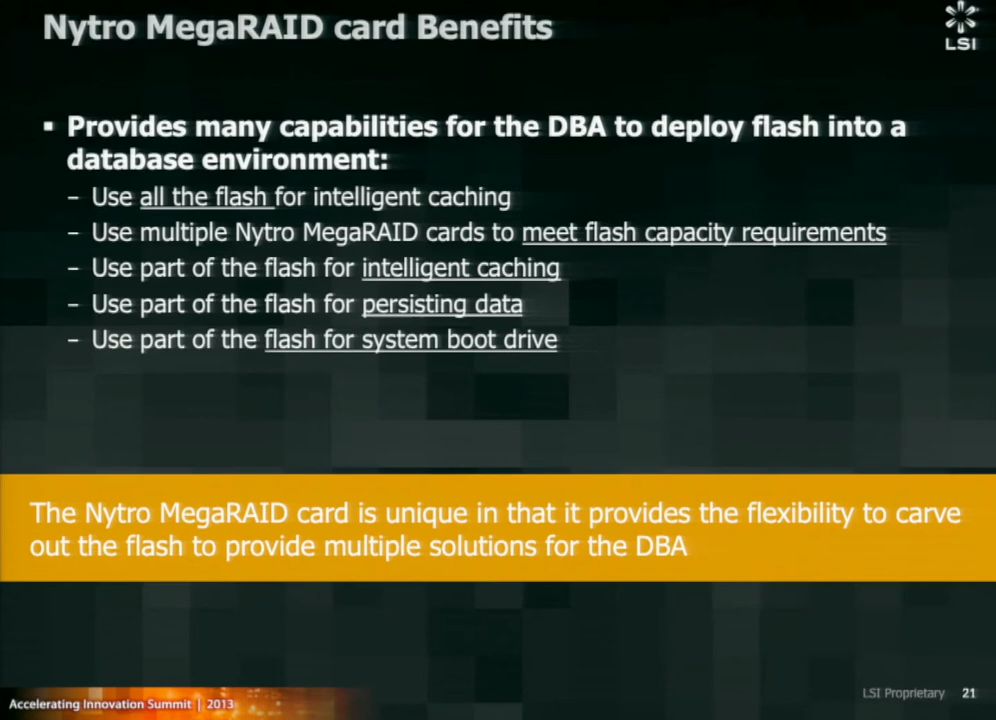 Nytro MegaRAID card Benefits
LSI
▪ Provides many capabilities for the DBA to deploy flash into a
database environment:
– Use all the flash for intelligent caching
– Use multiple Nytro MegaRAID cards to meet flash capacity requirements
– Use part of the flash for intelligent caching
– Use part of the flash for persisting data
– Use part of the flash for system boot drive
The Nytro MegaRAID card is unique in that it provides the flexibility to carve
out the flash to provide multiple solutions for the DBA
Accelerating Innovation Summit | 2013
LSI Proprietary 21